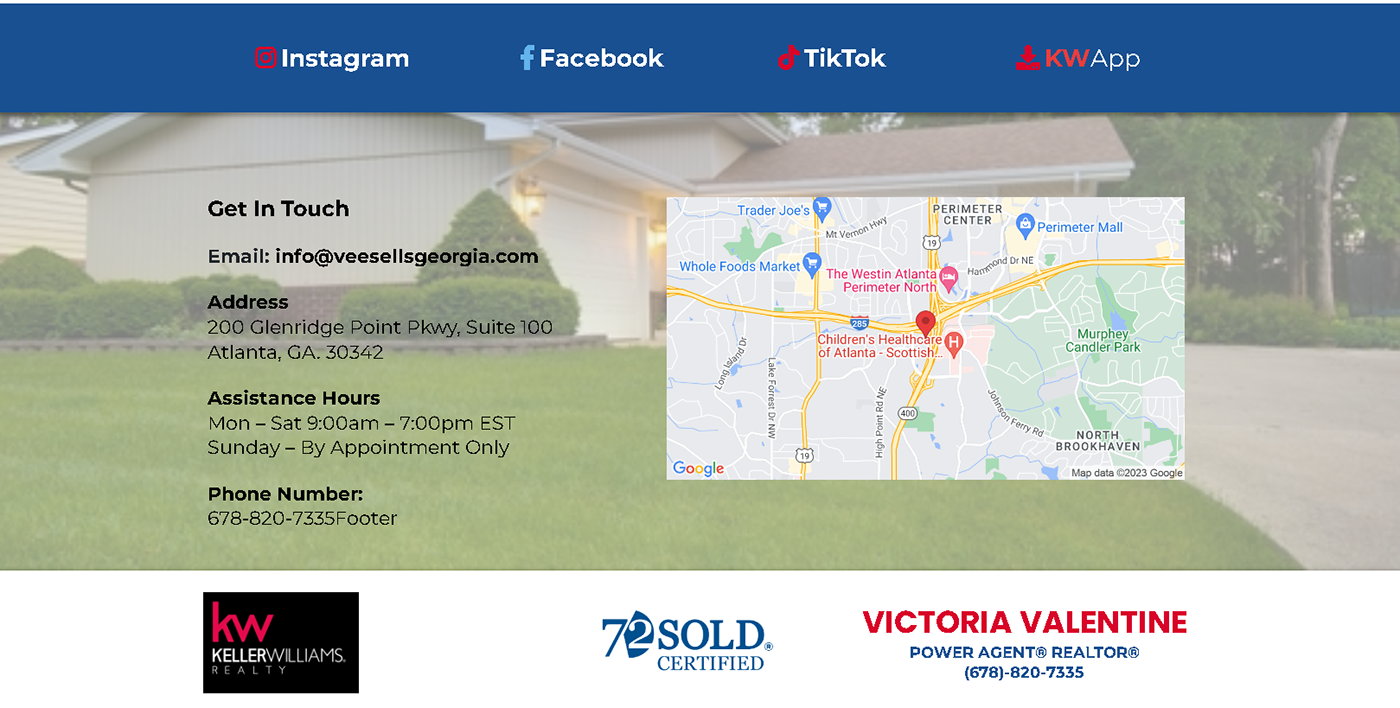 Instagram
Facebook
TikTok
KWApp
Get In Touch
Email: info@veesellsgeorgia.com
Address
200 Glenridge Point Pkwy, Suite 100
Atlanta, GA. 30342
Assistance Hours
Mon – Sat 9:00am – 7:00pm EST
Sunday – By Appointment Only
Phone Number:
678-820-7335Footer
Trader Joe's
Mt Vernon Hwy
PERIMETER
CENTER
19
Perimeter Mall
Whole Foods Market
The Westin Atlanta
Perimeter North
Hammond Dr NE
285
Children's Healthcare
of Atlanta - Scottish...
H
Murphey
Candler Park
Long Island Dr
Lake Forrest Dr NW
High Point Rd NE
400
Johnson Ferry Rd
NORTH
BROOKHAVEN
19
Google
Map data ©2023 Google
kw
KELLERWILLIAMS.
REALTY
72SOLD®
CERTIFIED
VICTORIA VALENTINE
POWER AGENT® REALTOR®
(678)-820-7335